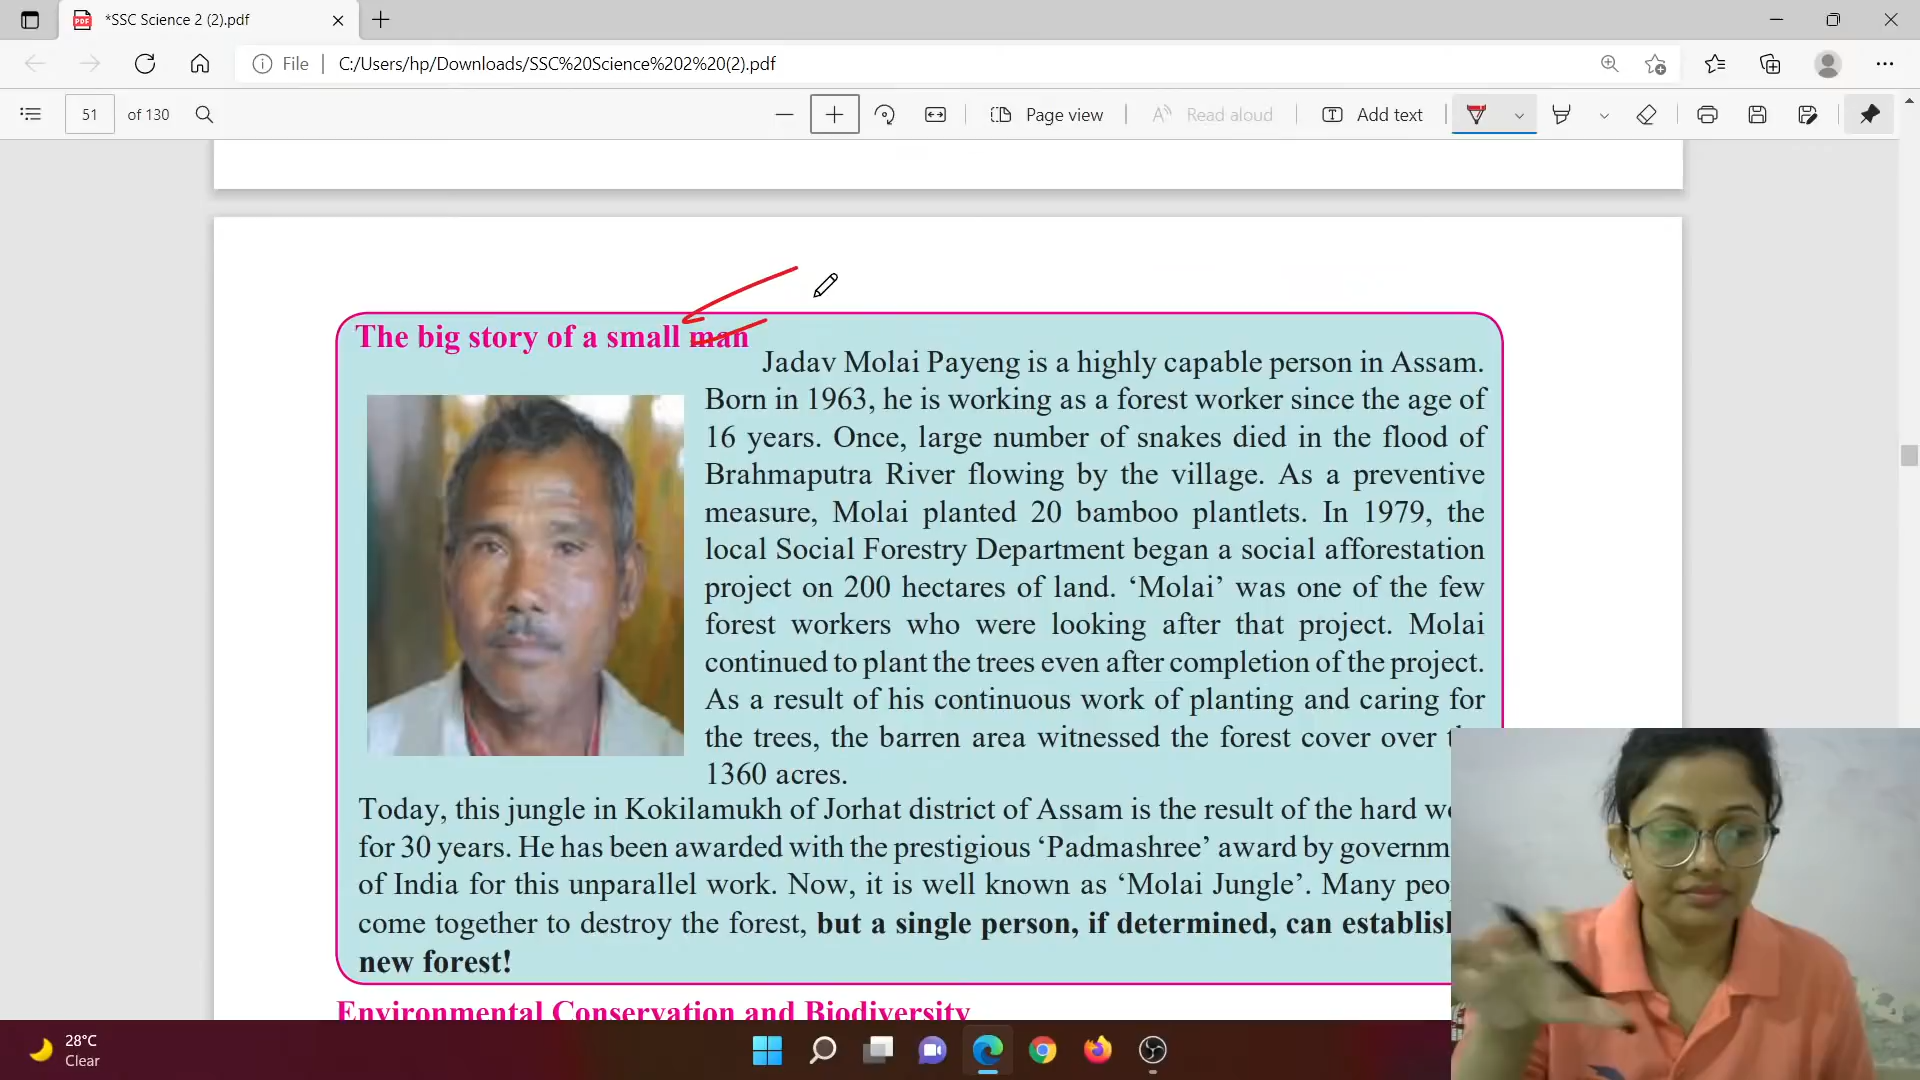 *SSC Science 2 (2).pdf
File
C:/Users/hp/Downloads/SSC%20Science%202%20(2).pdf
51 of 130
Page view
Read aloud
Add text
The big story of a small man
Jadav Molai Payeng is a highly capable person in Assam.
Born in 1963, he is working as a forest worker since the age of
16 years. Once, large number of snakes died in the flood of
Brahmaputra River flowing by the village. As a preventive
measure, Molai planted 20 bamboo plantlets. In 1979, the
local Social Forestry Department began a social afforestation
project on 200 hectares of land. ‘Molai’ was one of the few
forest workers who were looking after that project. Molai
continued to plant the trees even after completion of the project.
As a result of his continuous work of planting and caring for
the trees, the barren area witnessed the forest cover over
1360 acres.
Today, this jungle in Kokilamukh of Jorhat district of Assam is the result of the hard
for 30 years. He has been awarded with the prestigious ‘Padmashree’ award by
of India for this unparallel work. Now, it is well known as ‘Molai Jungle’. Many
come together to destroy the forest, but a single person, if determined, can
new forest!
Environmental Conservation and Biodiversity
28°C
Clear